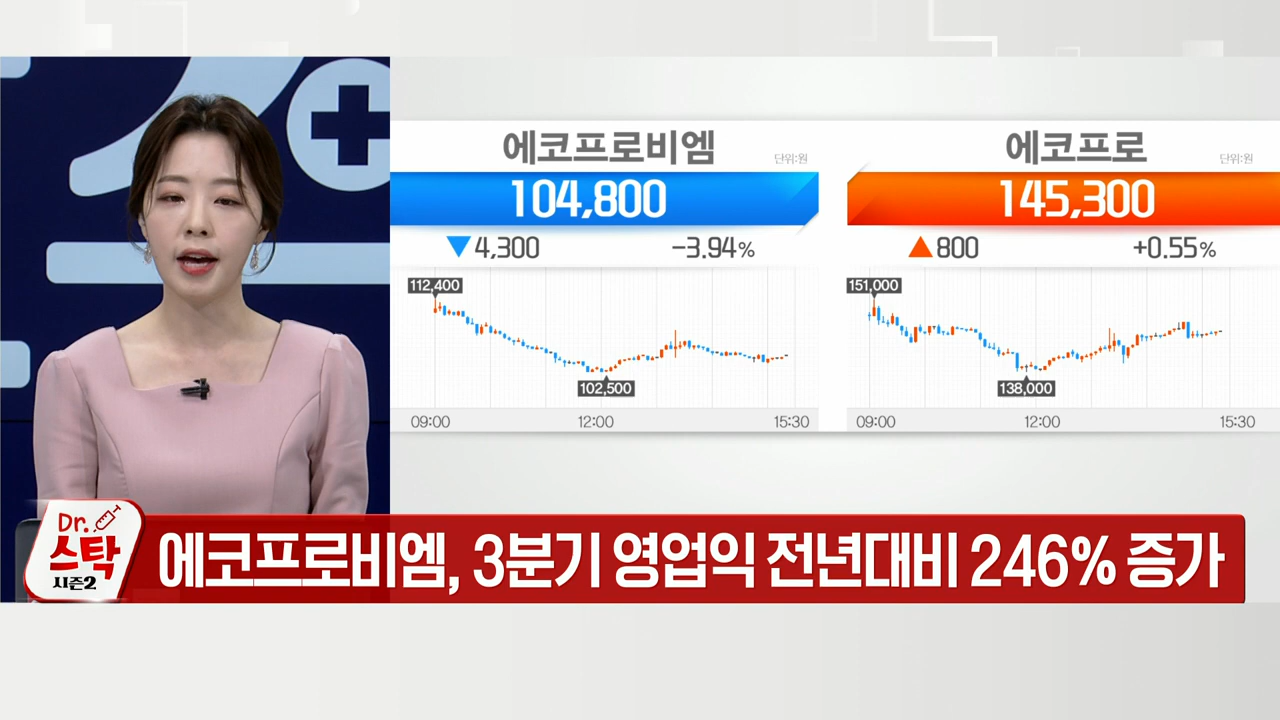 에코프로비엠
단위:원
104,800
▼4,300 -3.94%
112,400
102,500
09:00 12:00 15:30
에코프로
단위:원
145,300
▲800 +0.55%
151,000
138,000
09:00 12:00 15:30
Dr.
스탁
시즌2
에코프로비엠, 3분기 영업익 전년대비 246% 증가